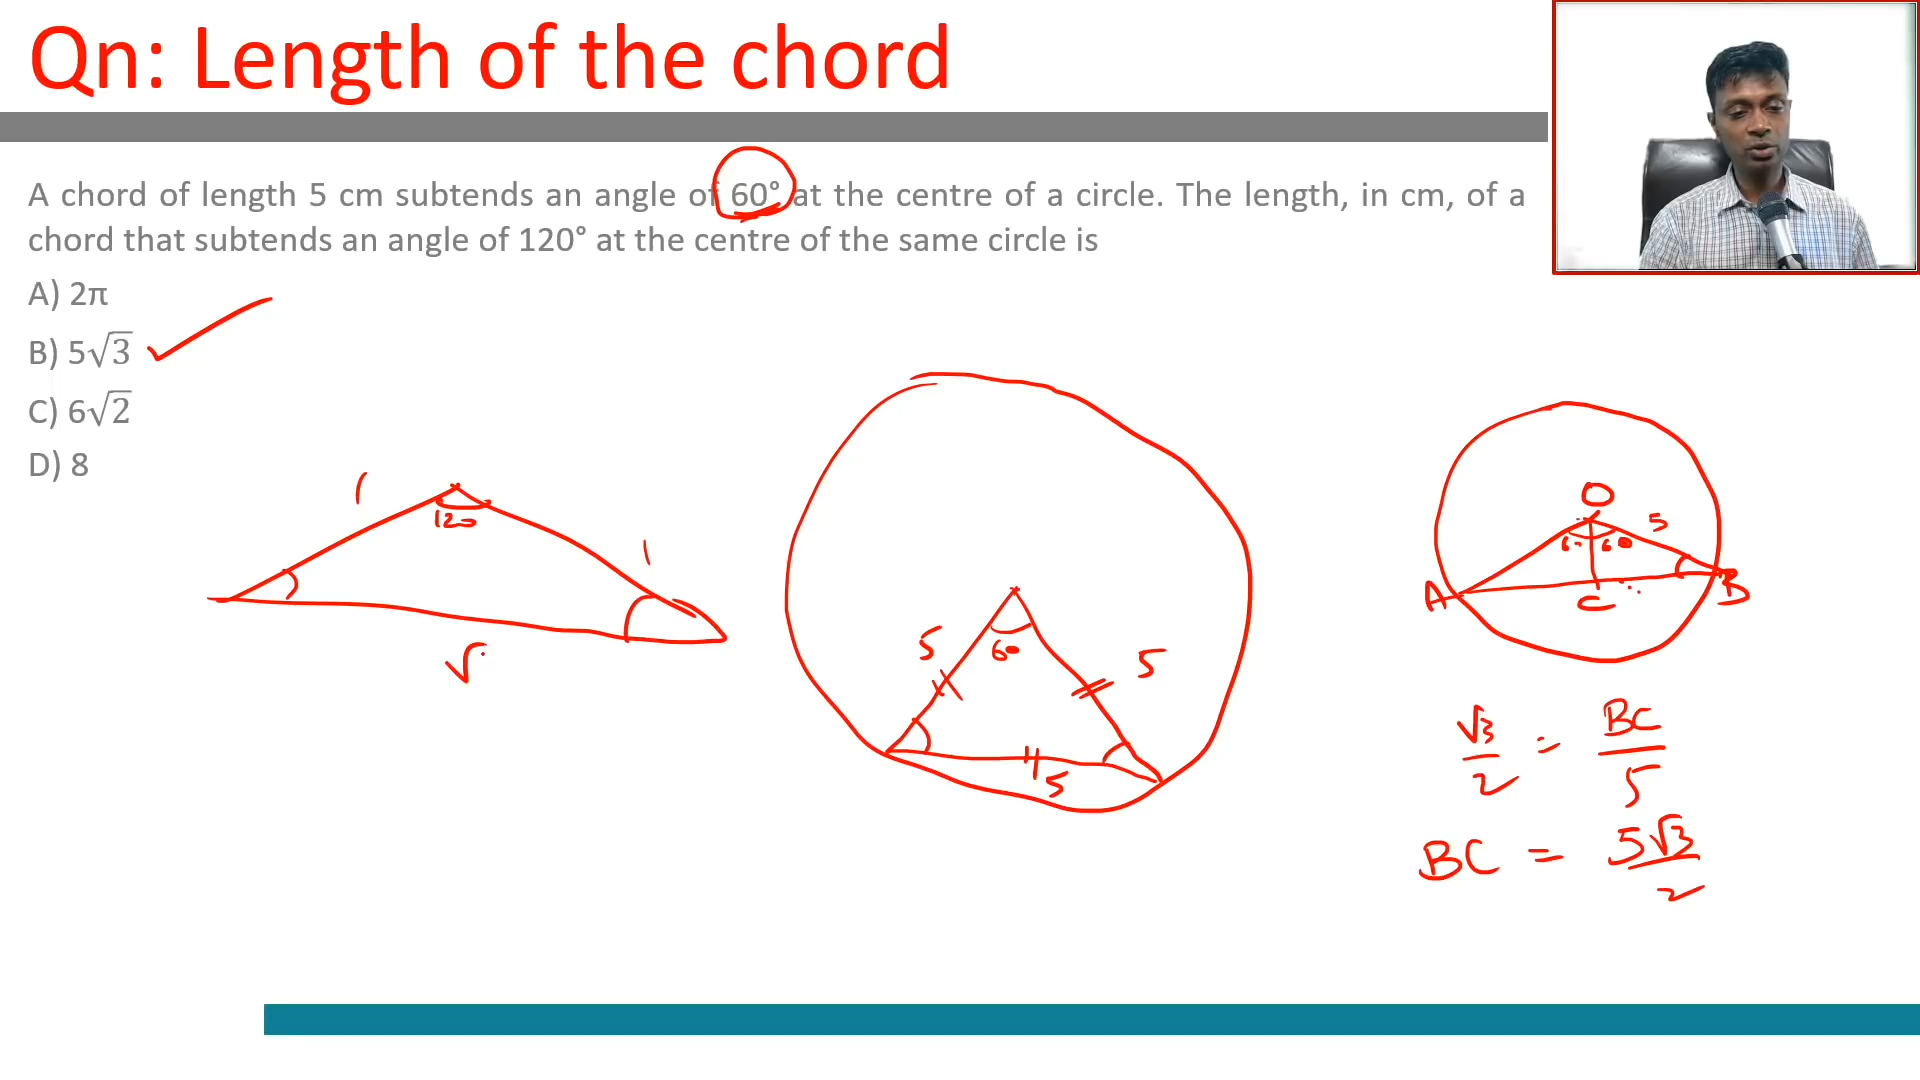 Qn: Length of the chord
A chord of length 5 cm subtends an angle of 60° at the centre of a circle. The length, in cm, of a
chord that subtends an angle of 120° at the centre of the same circle is
A) 2π
B) 5√3
C) 6√2
D) 8
1
120
1
√
5
60
5
5
O
5
60
A
C
B
√3/2 = BC/5
BC = 5√3/2